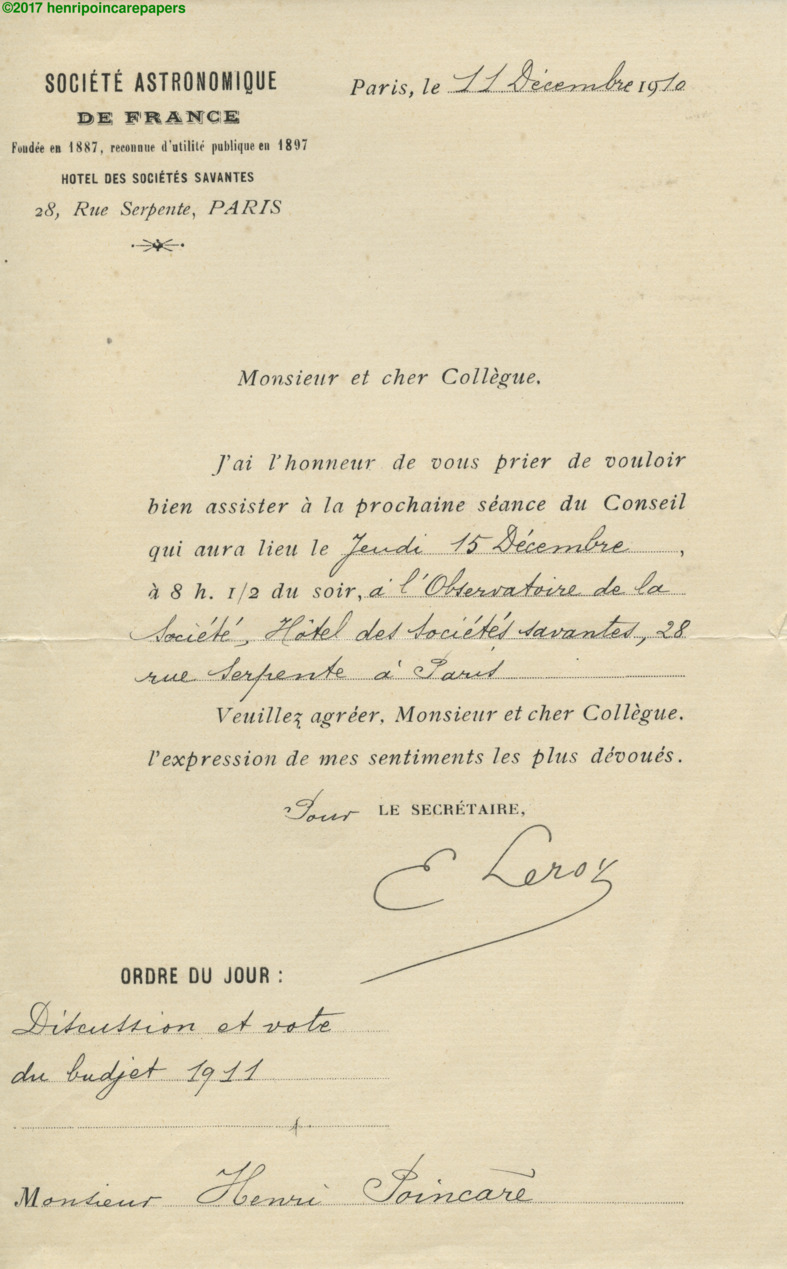 ©2017 henripoincarepapers
SOCIÉTÉ ASTRONOMIQUE
DE FRANCE
Fondée en 1887, reconnue d'utilité publique en 1897
HOTEL DES SOCIÉTÉS SAVANTES
28, Rue Serpente, PARIS
Paris, le 11 Décembre 1910
Monsieur et cher Collègue.
J'ai l'honneur de vous prier de vouloir
bien assister à la prochaine séance du Conseil
qui aura lieu le Jeudi 15 Décembre,
à 8 h. 1/2 du soir, à l'Observatoire de la
Société, Hôtel des Sociétés savantes, 28
rue Serpente à Paris
Veuillez agréer, Monsieur et cher Collègue.
l'expression de mes sentiments les plus dévoués.
Pour LE SECRÉTAIRE,
E Leroy
ORDRE DU JOUR :
Discussion et vote
du budjet 1911
Monsieur Henri Poincaré